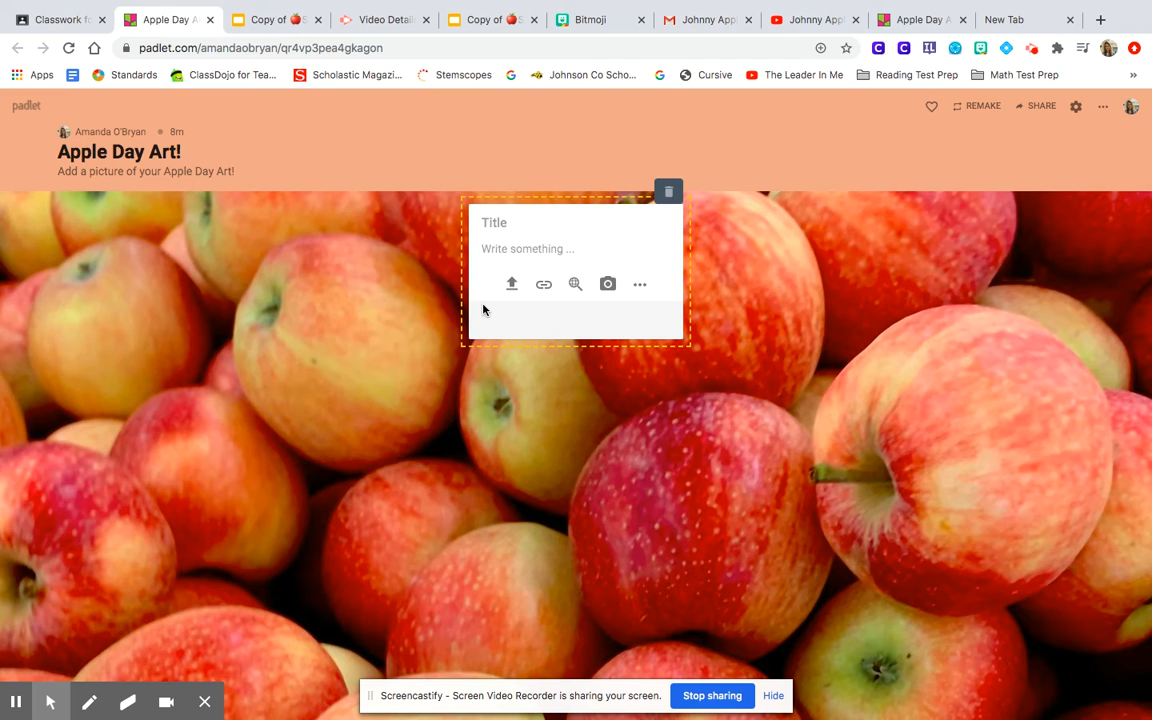 Classwork fo
Apple Day A
Copy of 🍎S
Video Detail
Copy of 🍎S
Bitmoji
Johnny App
Johnny App
Apple Day A
New Tab
padlet.com/amandaobryan/qr4vp3pea4gkagon
Apps
Standards
ClassDojo for Tea...
Scholastic Magazi...
Stemscopes
Johnson Co Scho...
Cursive
The Leader In Me
Reading Test Prep
Math Test Prep
padlet
REMAKE
SHARE
Amanda O'Bryan
8m
Apple Day Art!
Add a picture of your Apple Day Art!
Title
Write something ...
Screencastify - Screen Video Recorder is sharing your screen.
Stop sharing
Hide